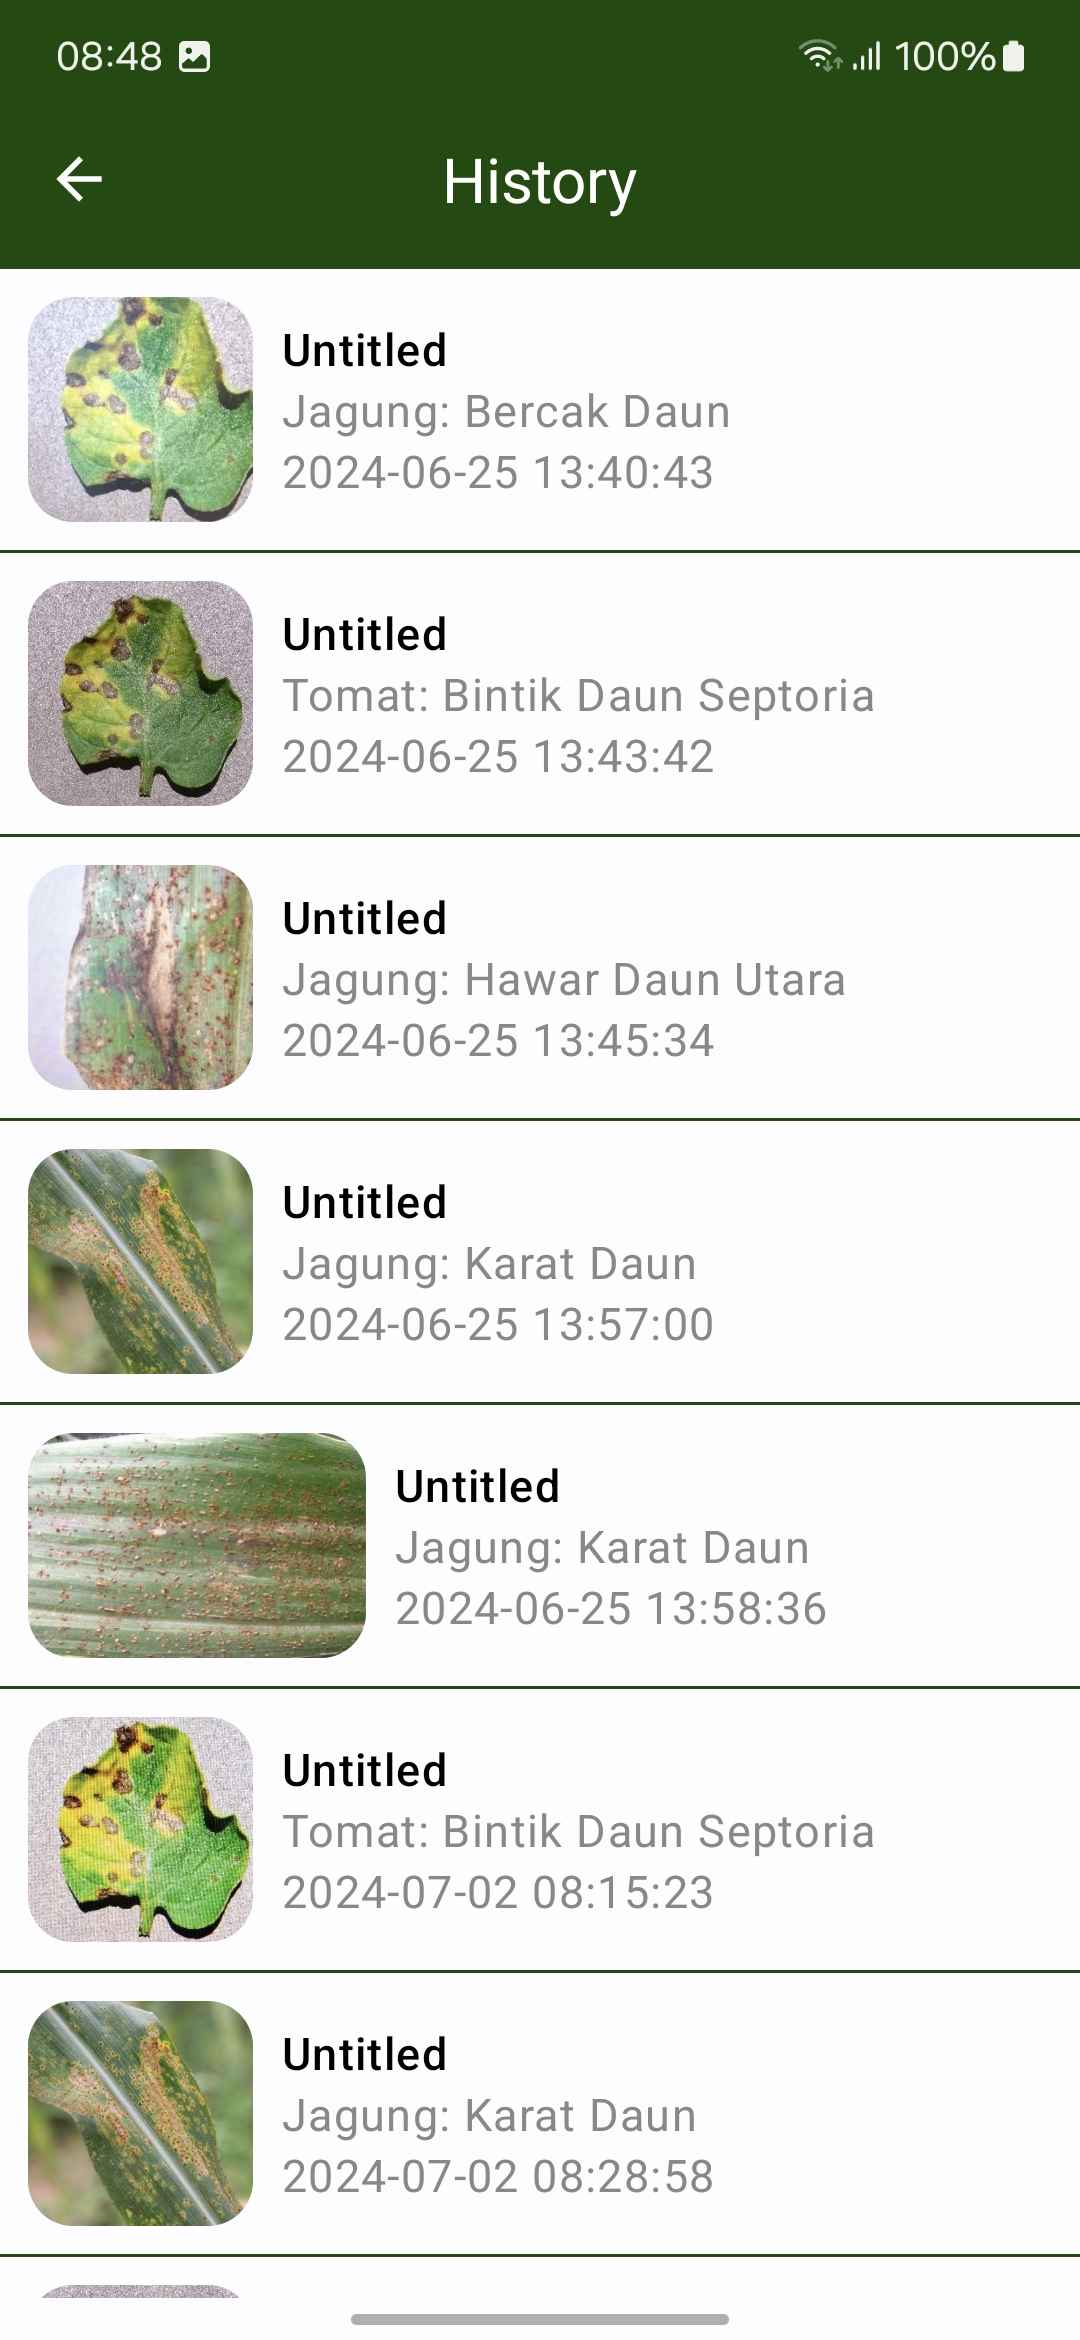 08:48
100%
History
Untitled
Jagung: Bercak Daun
2024-06-25 13:40:43
Untitled
Tomat: Bintik Daun Septoria
2024-06-25 13:43:42
Untitled
Jagung: Hawar Daun Utara
2024-06-25 13:45:34
Untitled
Jagung: Karat Daun
2024-06-25 13:57:00
Untitled
Jagung: Karat Daun
2024-06-25 13:58:36
Untitled
Tomat: Bintik Daun Septoria
2024-07-02 08:15:23
Untitled
Jagung: Karat Daun
2024-07-02 08:28:58